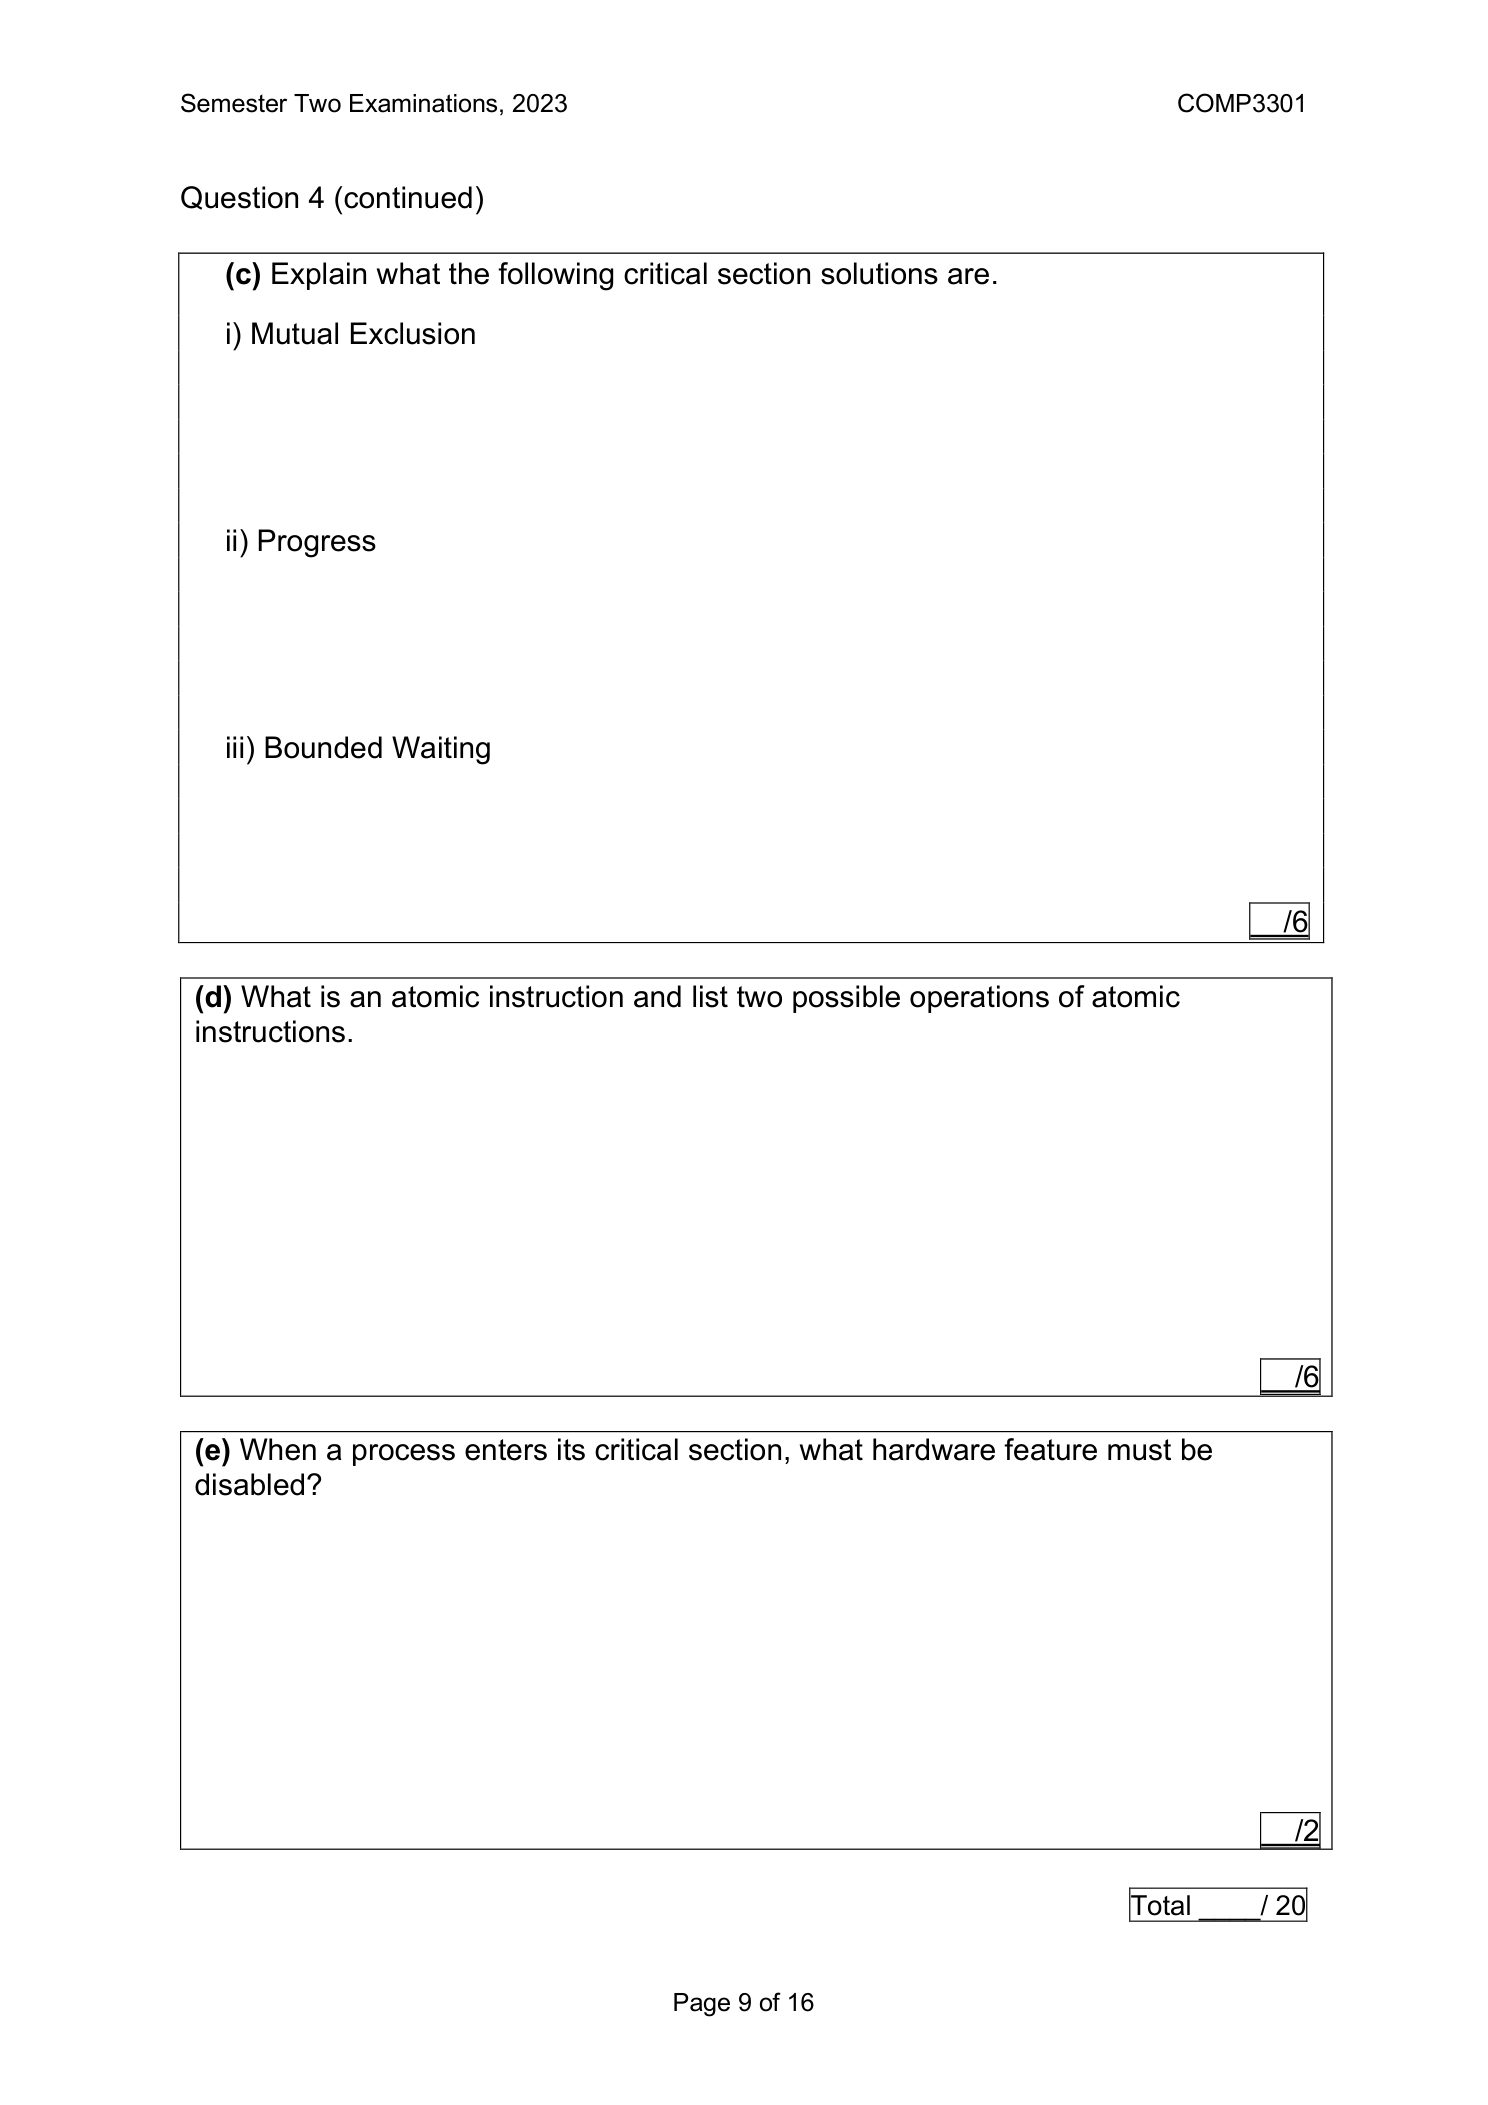 Semester Two Examinations, 2023 COMP3301
Question 4 (continued)
(c) Explain what the following critical section solutions are.
i) Mutual Exclusion
ii) Progress
iii) Bounded Waiting
___/6
(d) What is an atomic instruction and list two possible operations of atomic
instructions.
___/6
(e) When a process enters its critical section, what hardware feature must be
disabled?
___/2
Total ____/ 20
Page 9 of 16